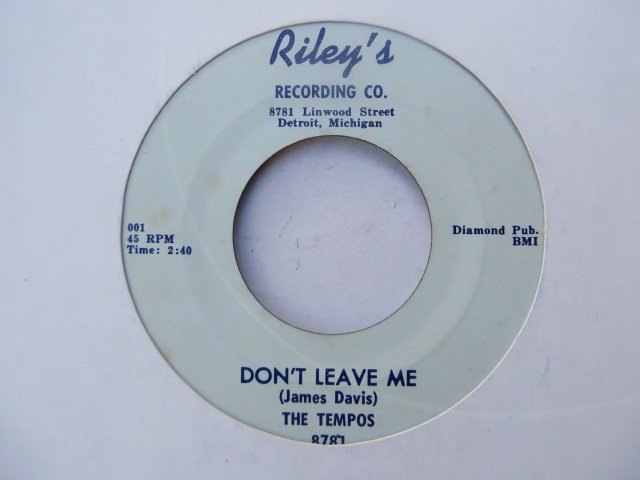 Riley's
RECORDING CO.
8781 Linwood Street
Detroit, Michigan
001
45 RPM
Time: 2:40
Diamond Pub.
BMI
DON'T LEAVE ME
(James Davis)
THE TEMPOS
8781